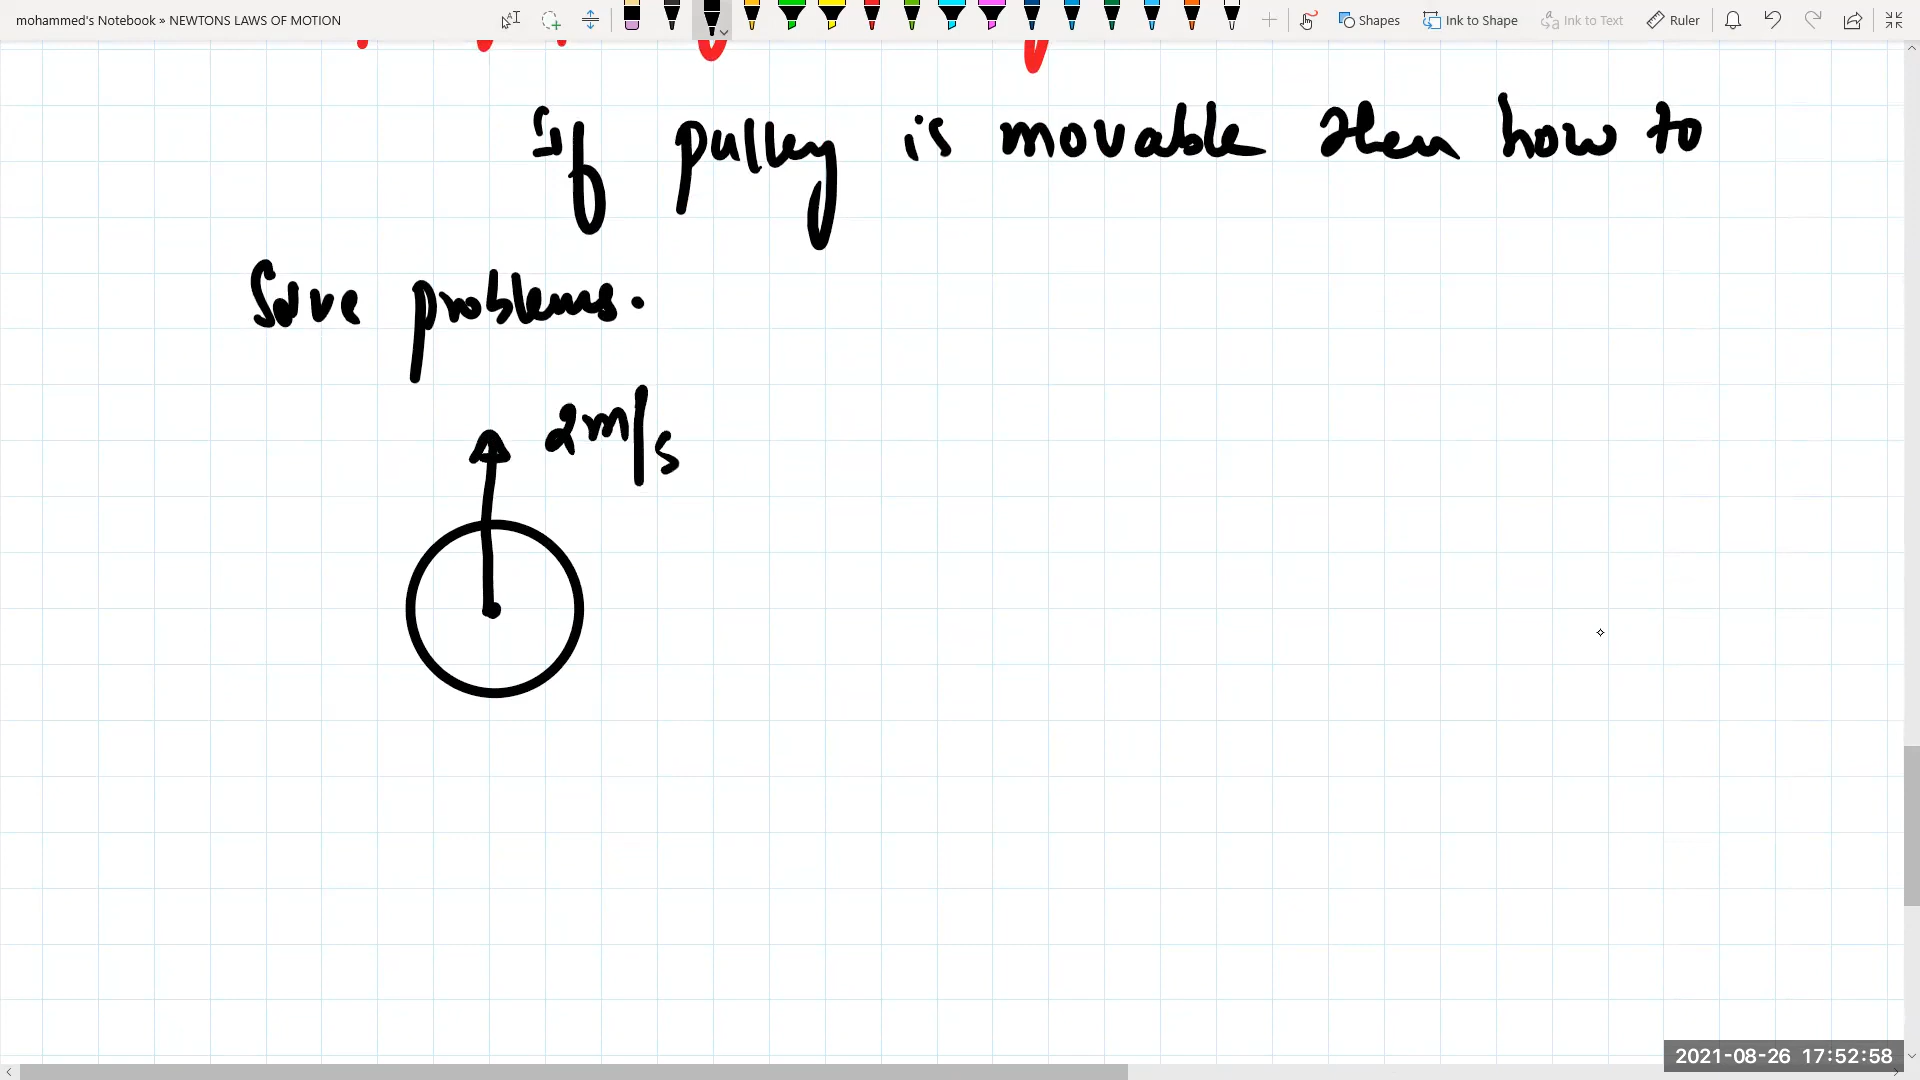 mohammed's Notebook » NEWTONS LAWS OF MOTION
Shapes
Ink to Shape
Ink to Text
Ruler
If pulley is movable then how to
Solve problems.
2m/s
2021-08-26 17:52:58